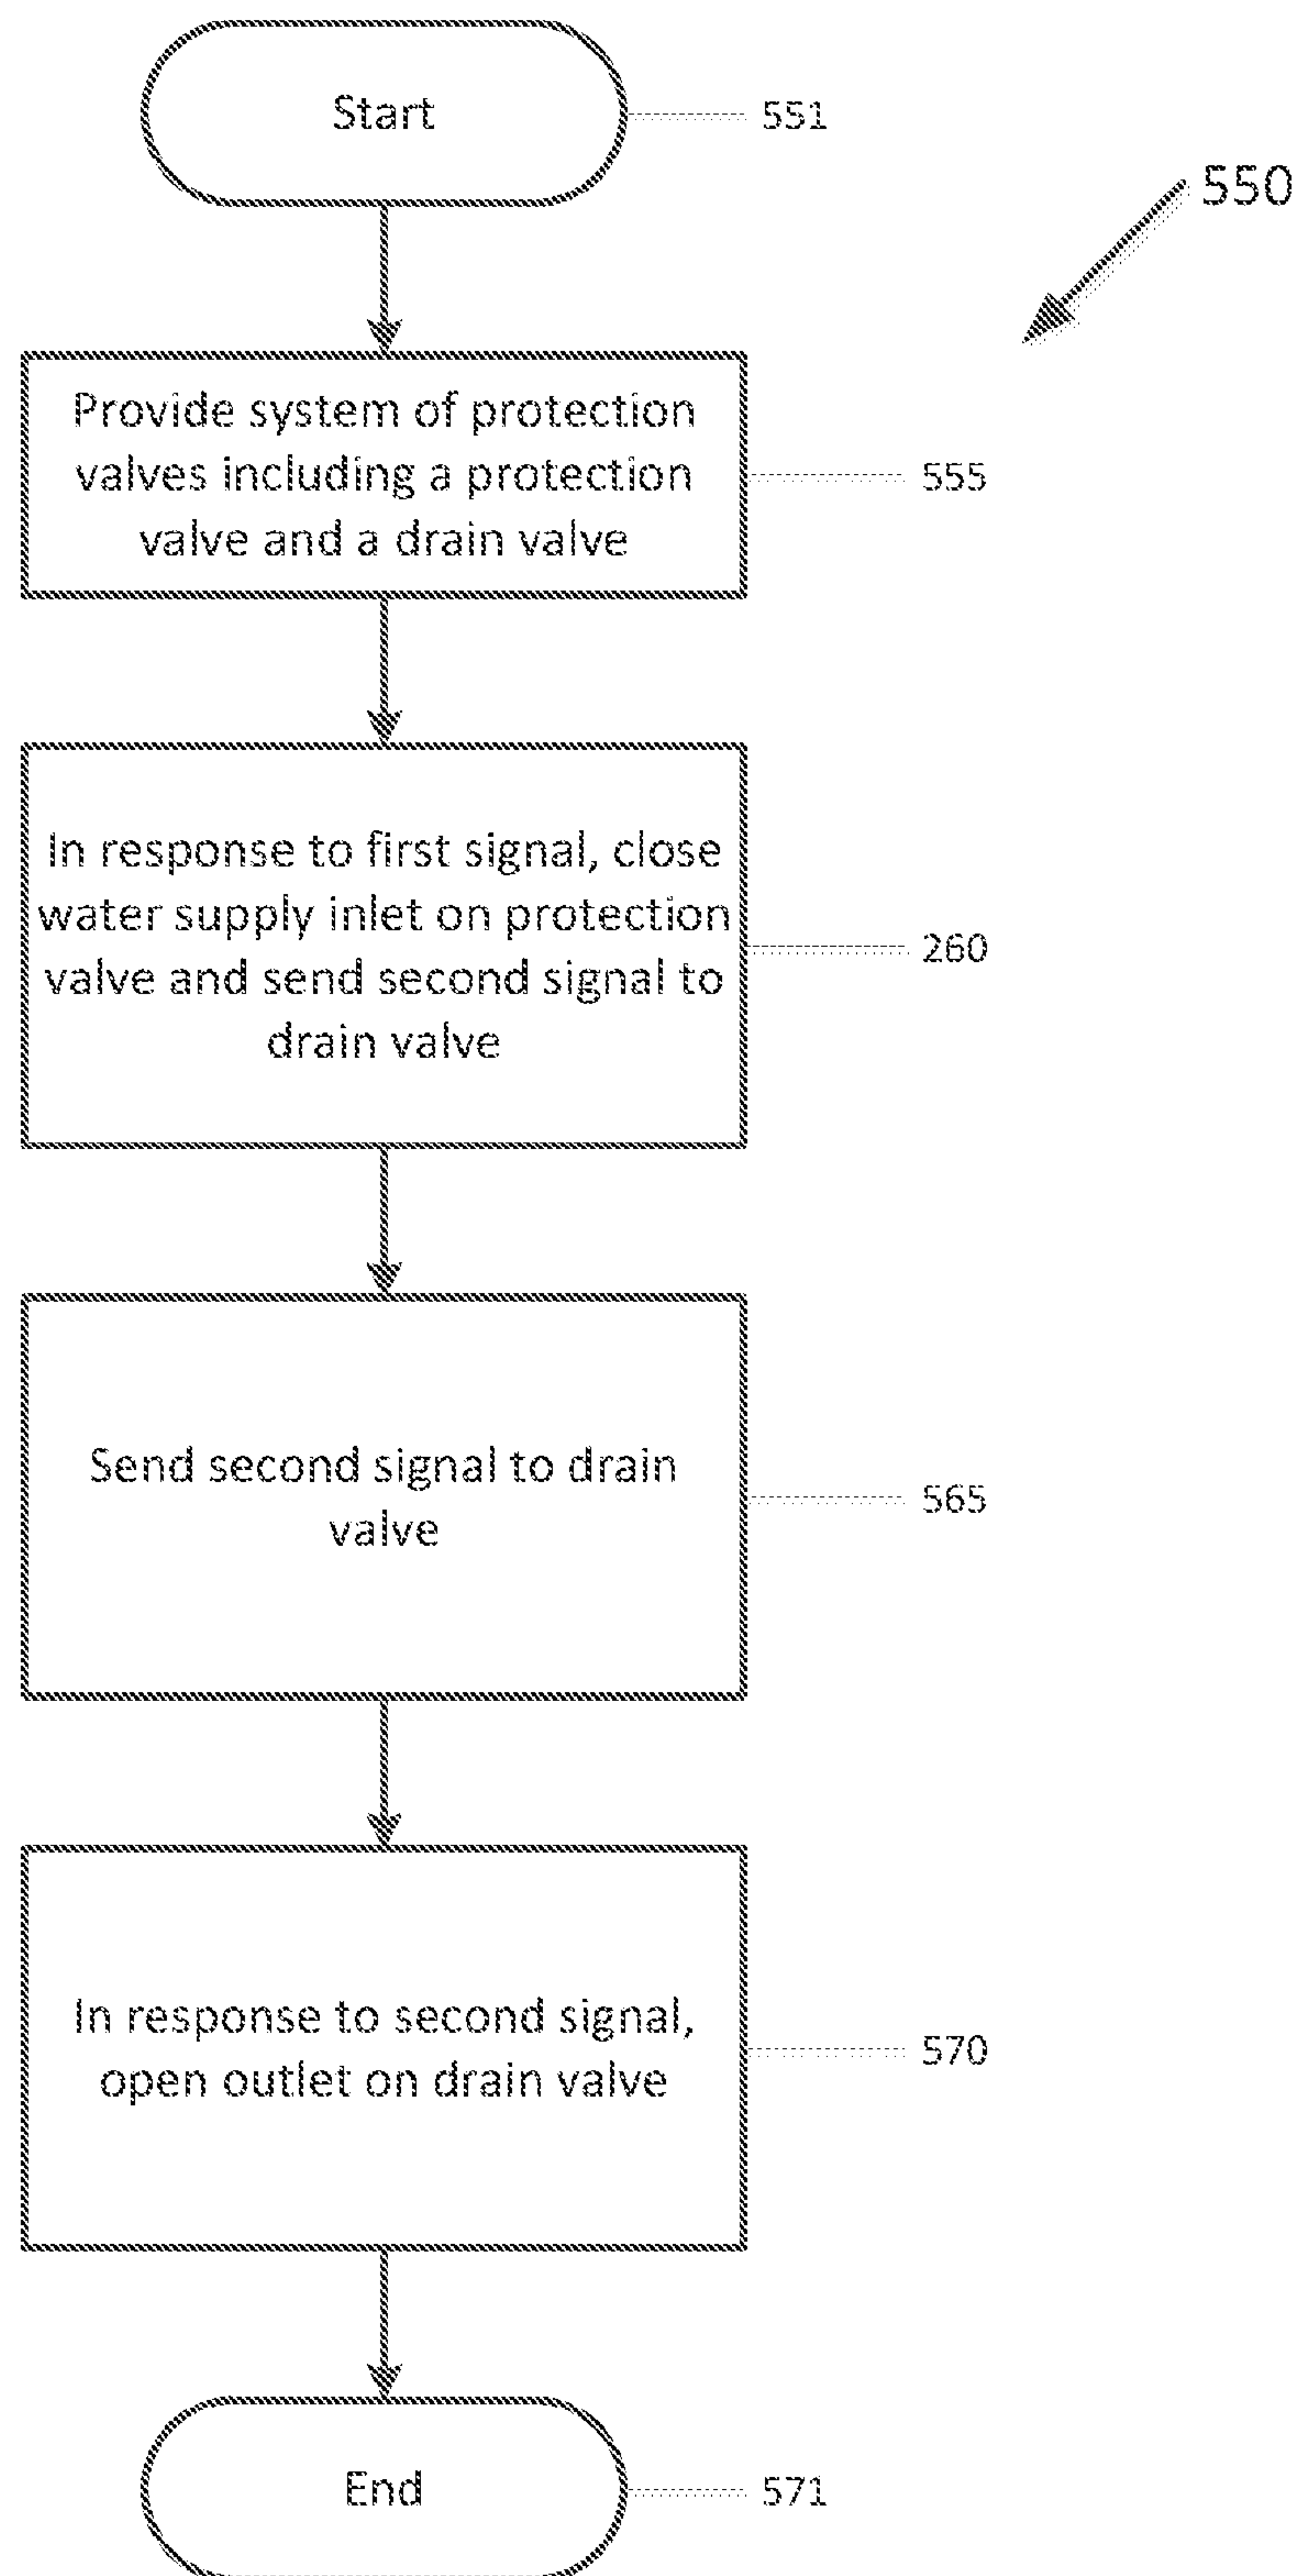 Start
551
550
Provide system of protection
valves including a protection
valve and a drain valve
555
In response to first signal, close
water supply inlet on protection
valve and send second signal to
drain valve
260
Send second signal to drain
valve
565
In response to second signal,
open outlet on drain valve
570
End
571